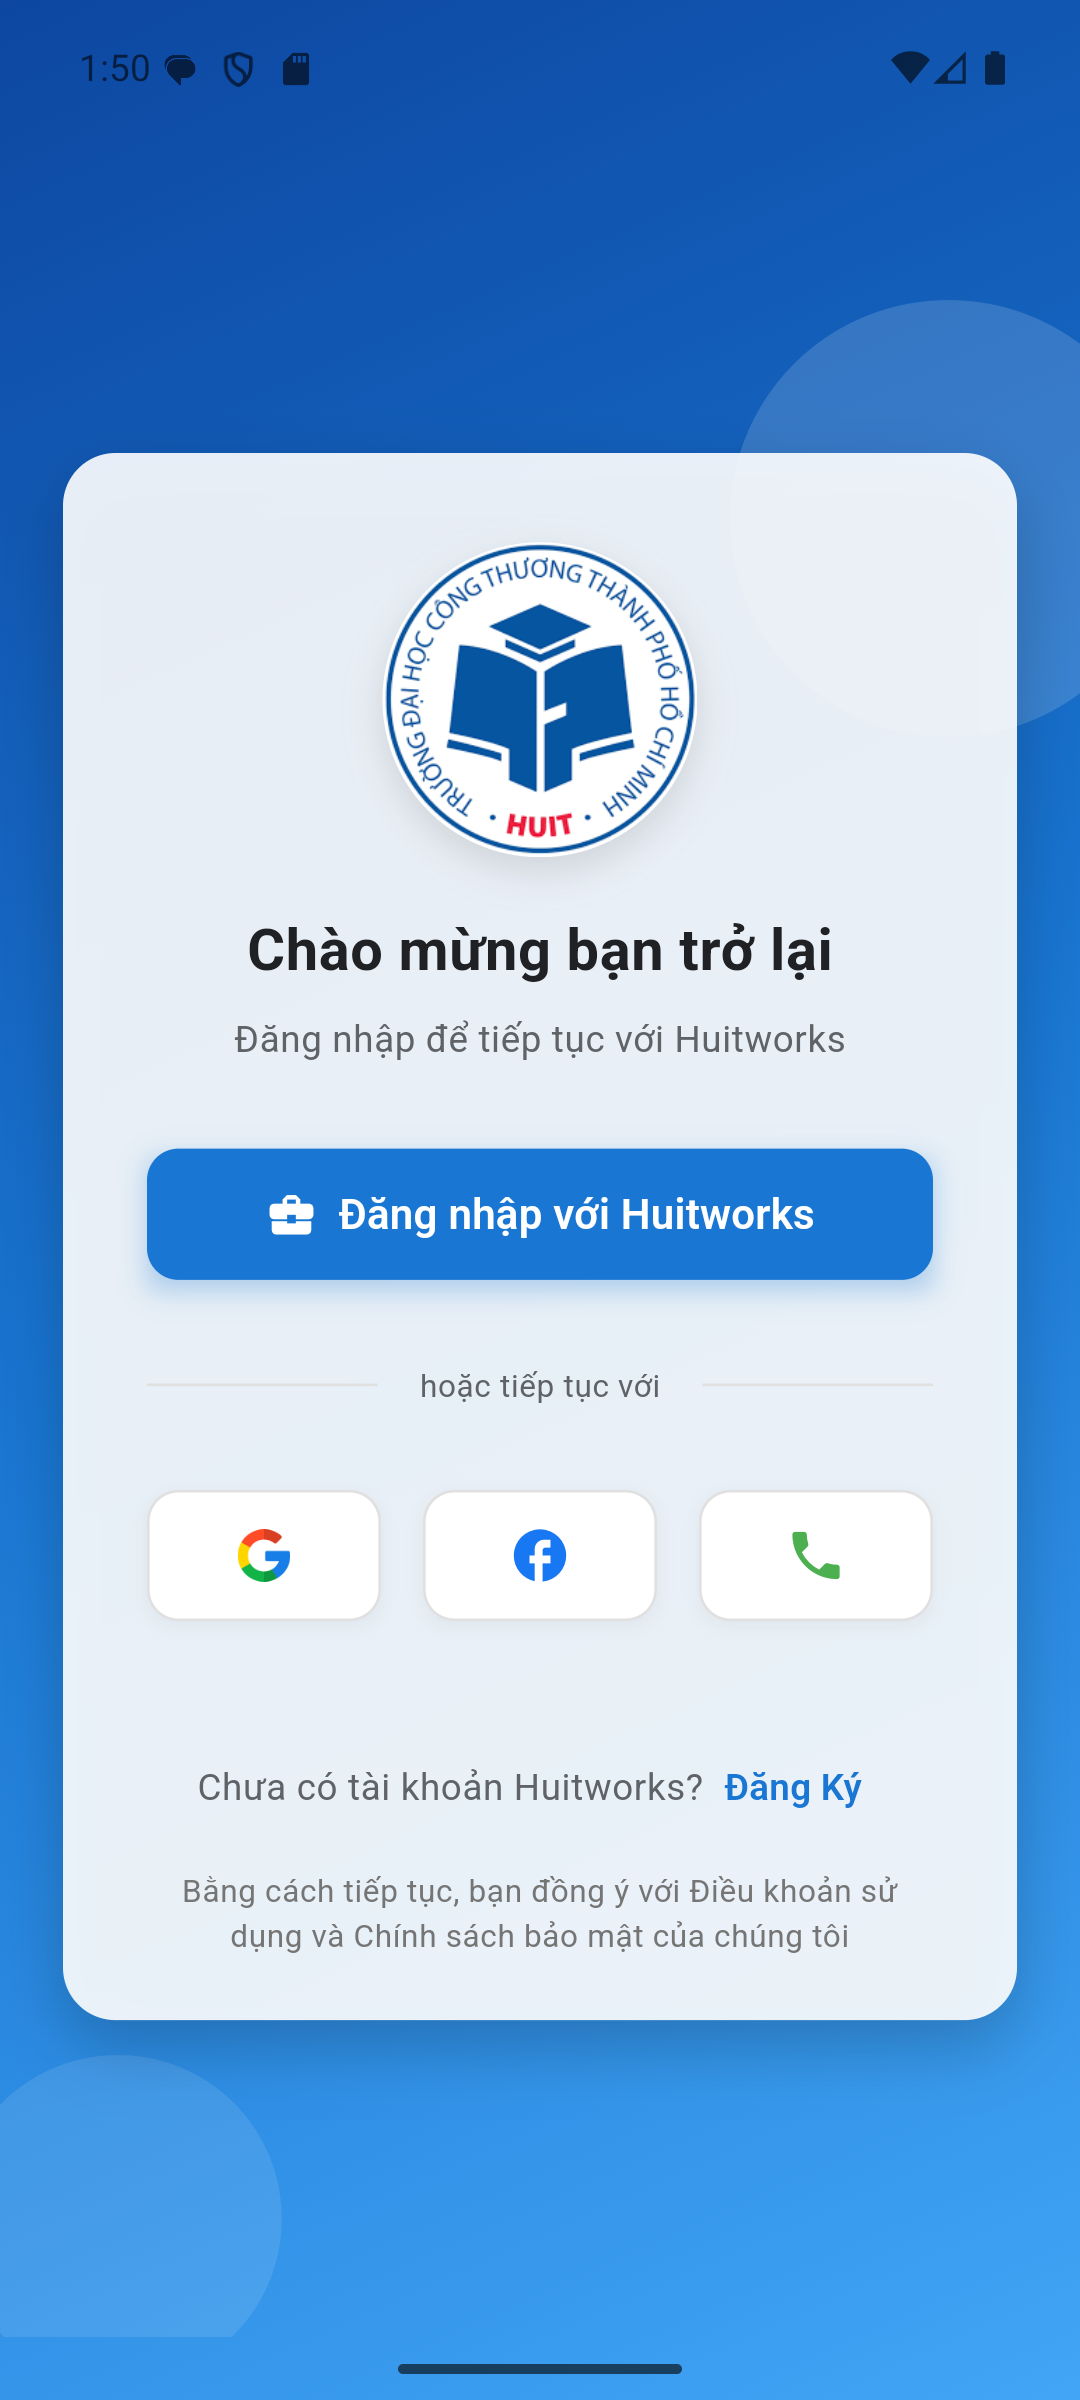 1:50
TRƯỜNG ĐẠI HỌC CÔNG THƯƠNG THÀNH PHỐ HỒ CHÍ MINH
• HUIT •
Chào mừng bạn trở lại
Đăng nhập để tiếp tục với Huitworks
Đăng nhập với Huitworks
hoặc tiếp tục với
Chưa có tài khoản Huitworks? Đăng Ký
Bằng cách tiếp tục, bạn đồng ý với Điều khoản sử
dụng và Chính sách bảo mật của chúng tôi